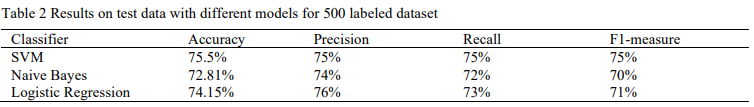 Table 2 Results on test data with different models for 500 labeled dataset
Classifier Accuracy Precision Recall F1-measure
SVM 75.5% 75% 75% 75%
Naive Bayes 72.81% 74% 72% 70%
Logistic Regression 74.15% 76% 73% 71%